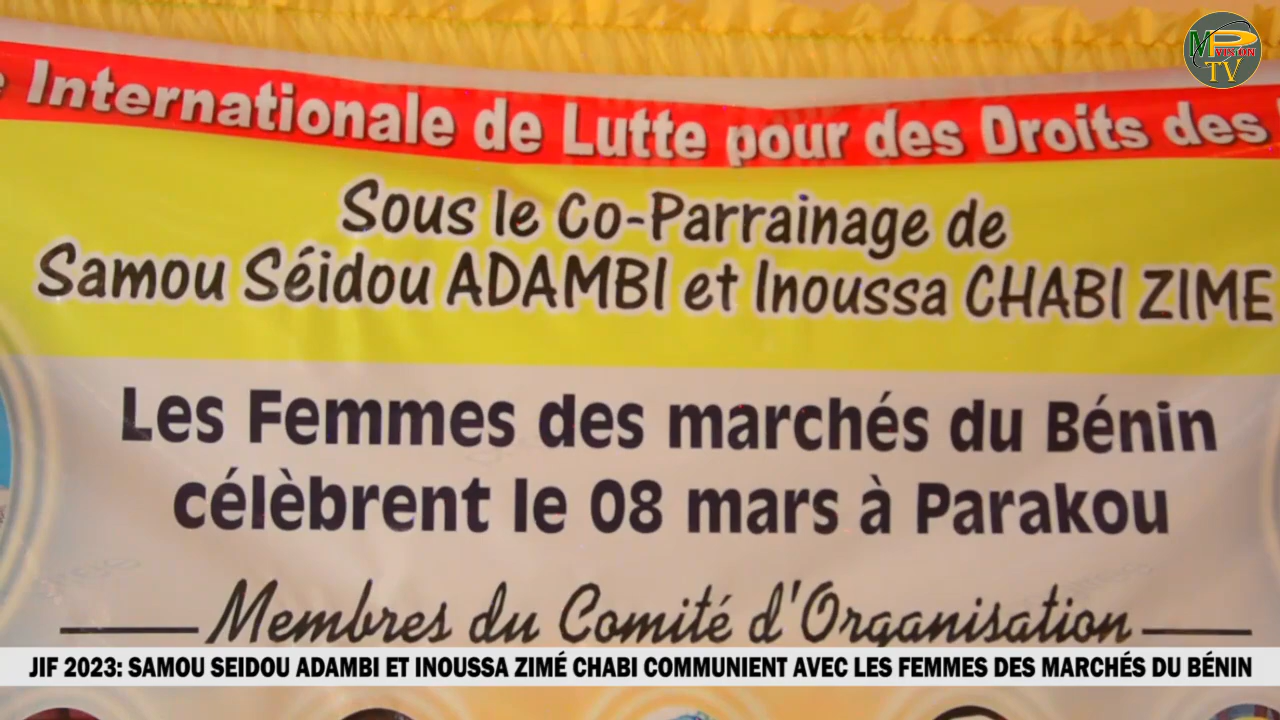 MP
VISION
TV
Internationale de Lutte pour des Droits des
Sous le Co-Parrainage de
Samou Séidou ADAMBI et Inoussa CHABI ZIME
Les Femmes des marchés du Bénin
célèbrent le 08 mars à Parakou
Membres du Comité d'Organisation
JIF 2023: SAMOU SEIDOU ADAMBI ET INOUSSA ZIMÉ CHABI COMMUNIENT AVEC LES FEMMES DES MARCHÉS DU BÉNIN